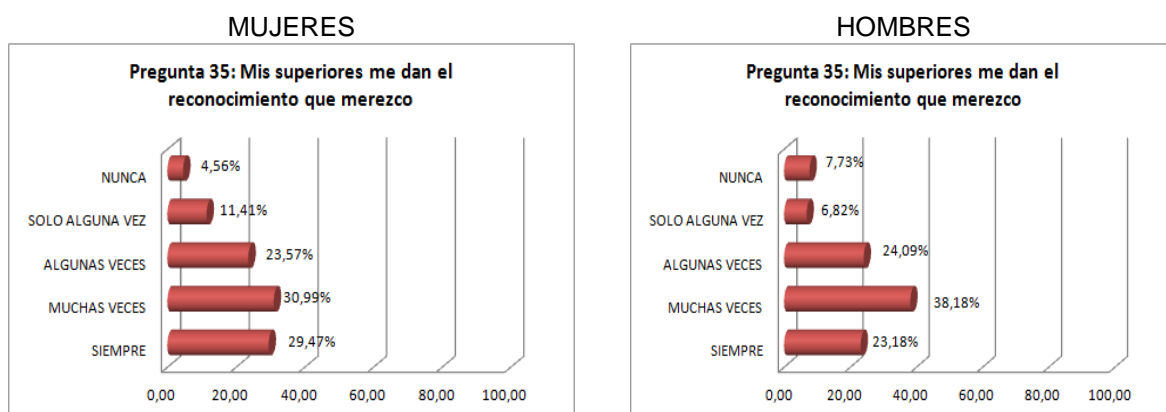 MUJERES
Pregunta 35: Mis superiores me dan el
reconocimiento que merezco
NUNCA
4,56%
SOLO ALGUNA VEZ
11,41%
ALGUNAS VECES
23,57%
MUCHAS VECES
30,99%
SIEMPRE
29,47%
0,00 20,00 40,00 60,00 80,00 100,00
HOMBRES
Pregunta 35: Mis superiores me dan el
reconocimiento que merezco
NUNCA
7,73%
SOLO ALGUNA VEZ
6,82%
ALGUNAS VECES
24,09%
MUCHAS VECES
38,18%
SIEMPRE
23,18%
0,00 20,00 40,00 60,00 80,00 100,00